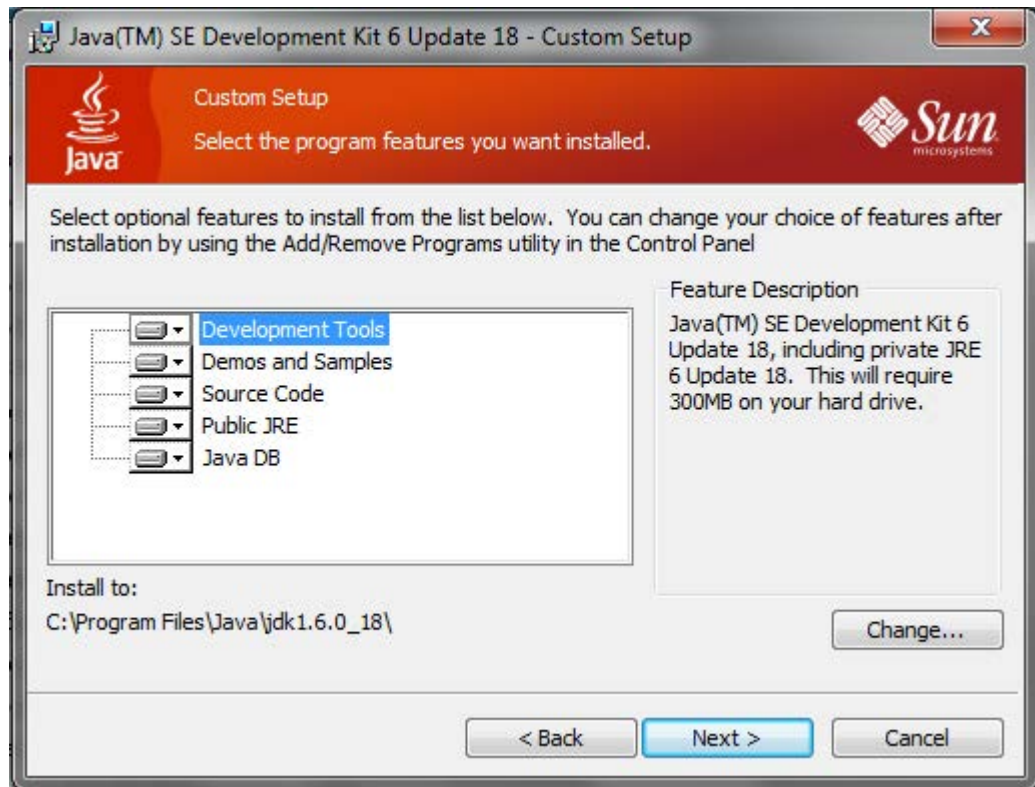 Java(TM) SE Development Kit 6 Update 18 - Custom Setup
Custom Setup
Select the program features you want installed.
Java
Sun
microsystems
Select optional features to install from the list below.  You can change your choice of features after
installation by using the Add/Remove Programs utility in the Control Panel
Development Tools
Demos and Samples
Source Code
Public JRE
Java DB
Feature Description
Java(TM) SE Development Kit 6
Update 18, including private JRE
6 Update 18.  This will require
300MB on your hard drive.
Install to:
C:\Program Files\Java\jdk1.6.0_18\
Change...
< Back
Next >
Cancel